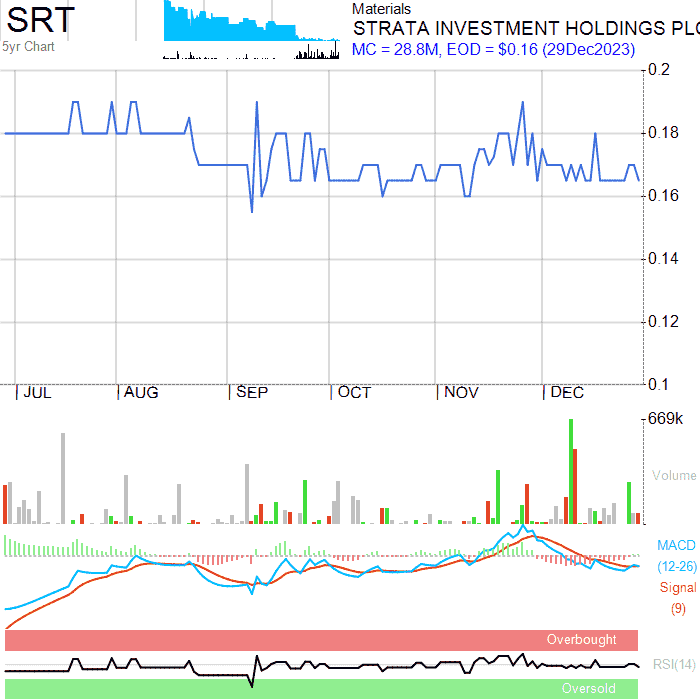 SRT
5yr Chart
Materials
STRATA INVESTMENT HOLDINGS PLC
MC = 28.8M, EOD = $0.16 (29Dec2023)
0.2
0.18
0.16
0.14
0.12
0.1
JUL AUG SEP OCT NOV DEC
669k
Volume
MACD
(12-26)
Signal
(9)
Overbought
RSI(14)
Oversold